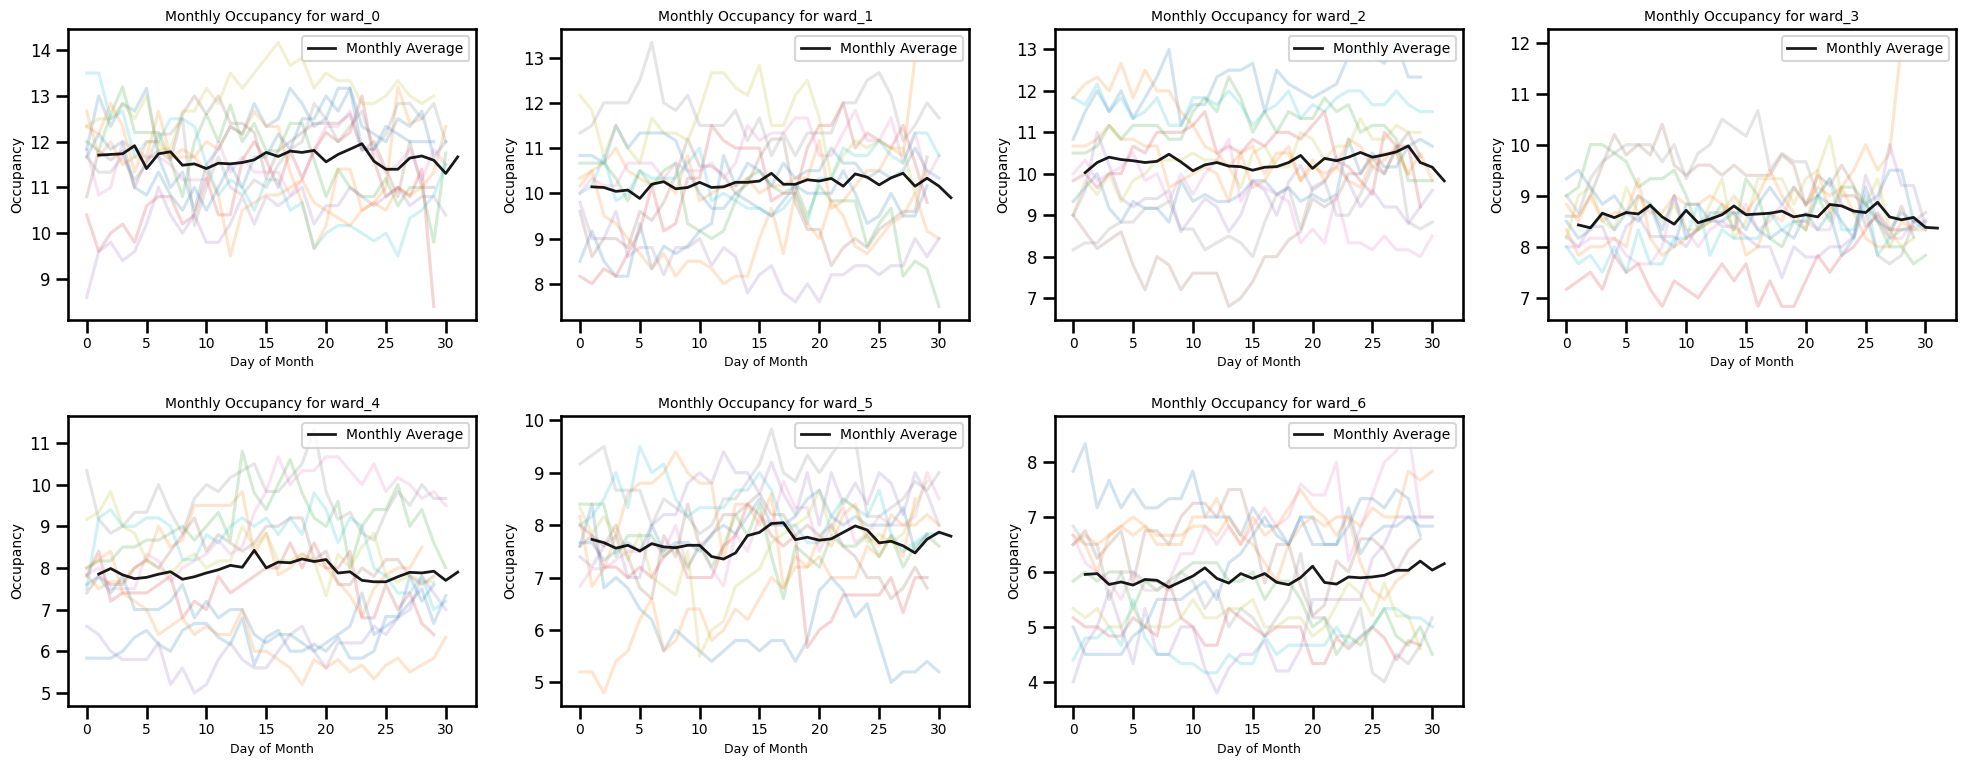 Monthly Occupancy for ward_0
Monthly Average
14
13
12
11
10
9
Occupancy
0 5 10 15 20 25 30
Day of Month
Monthly Occupancy for ward_1
Monthly Average
13
12
11
10
9
8
Occupancy
0 5 10 15 20 25 30
Day of Month
Monthly Occupancy for ward_2
Monthly Average
13
12
11
10
9
8
7
Occupancy
0 5 10 15 20 25 30
Day of Month
Monthly Occupancy for ward_3
Monthly Average
12
11
10
9
8
7
Occupancy
0 5 10 15 20 25 30
Day of Month
Monthly Occupancy for ward_4
Monthly Average
11
10
9
8
7
6
5
Occupancy
0 5 10 15 20 25 30
Day of Month
Monthly Occupancy for ward_5
Monthly Average
10
9
8
7
6
5
Occupancy
0 5 10 15 20 25 30
Day of Month
Monthly Occupancy for ward_6
Monthly Average
8
7
6
5
4
Occupancy
0 5 10 15 20 25 30
Day of Month